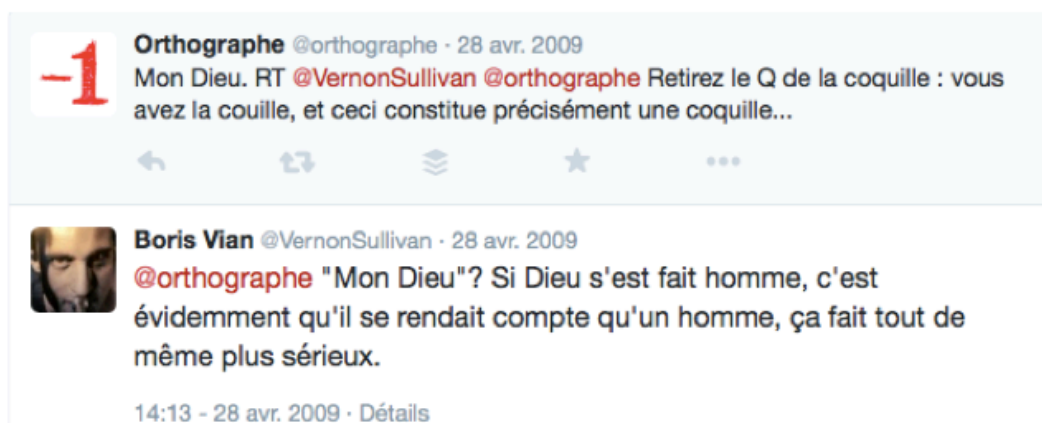 -1
Orthographe @orthographe · 28 avr. 2009
Mon Dieu. RT @VernonSullivan @orthographe Retirez le Q de la coquille : vous
avez la couille, et ceci constitue précisément une coquille...
Boris Vian @VernonSullivan · 28 avr. 2009
@orthographe "Mon Dieu"? Si Dieu s'est fait homme, c'est
évidemment qu'il se rendait compte qu'un homme, ça fait tout de
même plus sérieux.
14:13 - 28 avr. 2009 · Détails